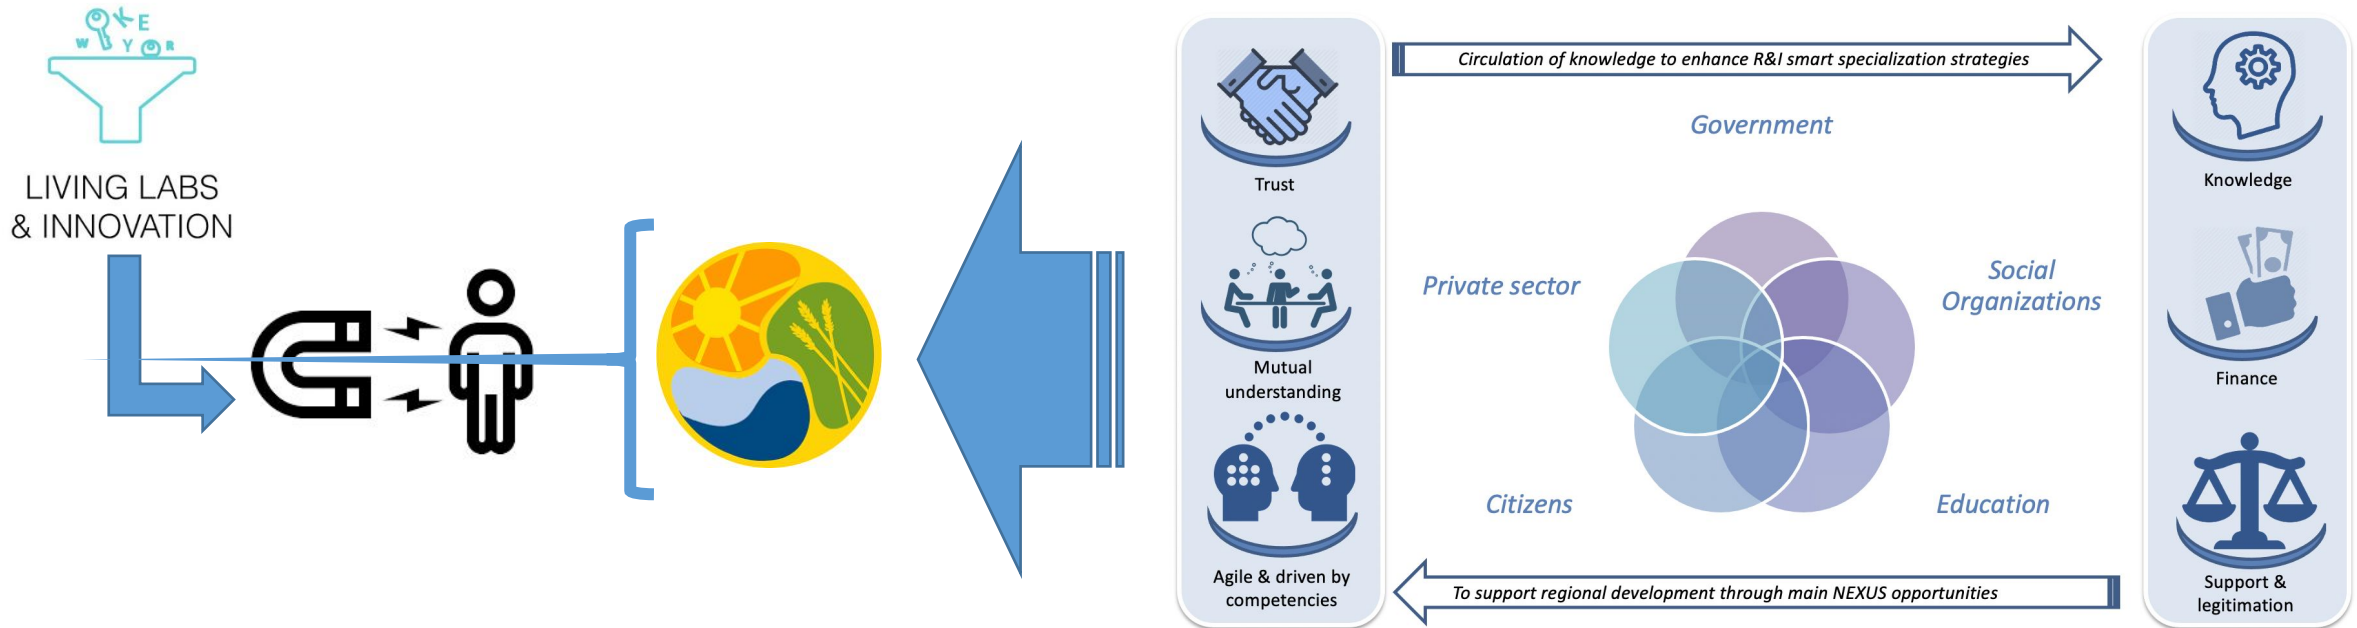 K E
W Y R
LIVING LABS
& INNOVATION
Trust
Mutual
understanding
Agile & driven by
competencies
Circulation of knowledge to enhance R&I smart specialization strategies
Government
Private sector
Social
Organizations
Citizens
Education
To support regional development through main NEXUS opportunities
Knowledge
Finance
Support &
legitimation